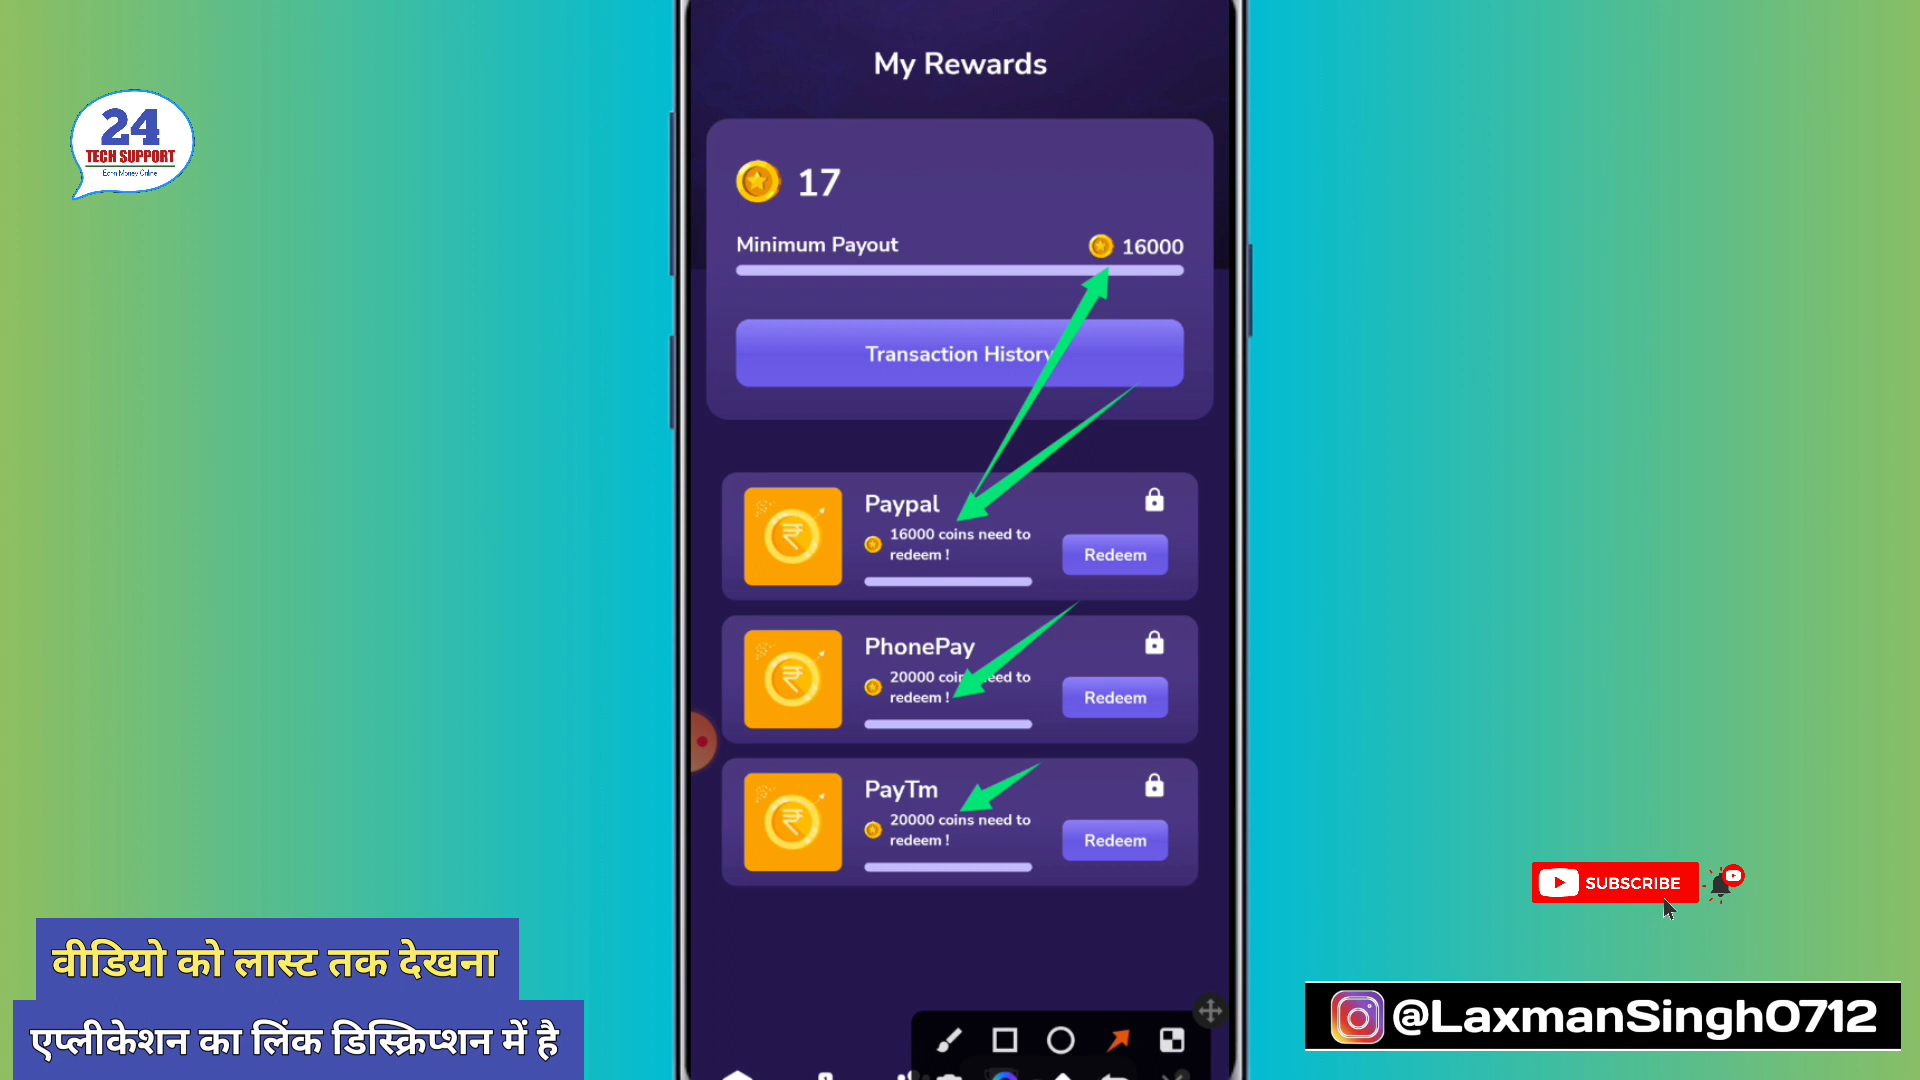 24
TECH SUPPORT
Earn Money Online
My Rewards
17
Minimum Payout
16000
Transaction History
Paypal
16000 coins need to
redeem !
Redeem
PhonePay
20000 coins need to
redeem !
Redeem
PayTm
20000 coins need to
redeem !
Redeem
SUBSCRIBE
वीडियो को लास्ट तक देखना
एप्लीकेशन का लिंक डिस्क्रिप्शन में है
@LaxmanSingh0712